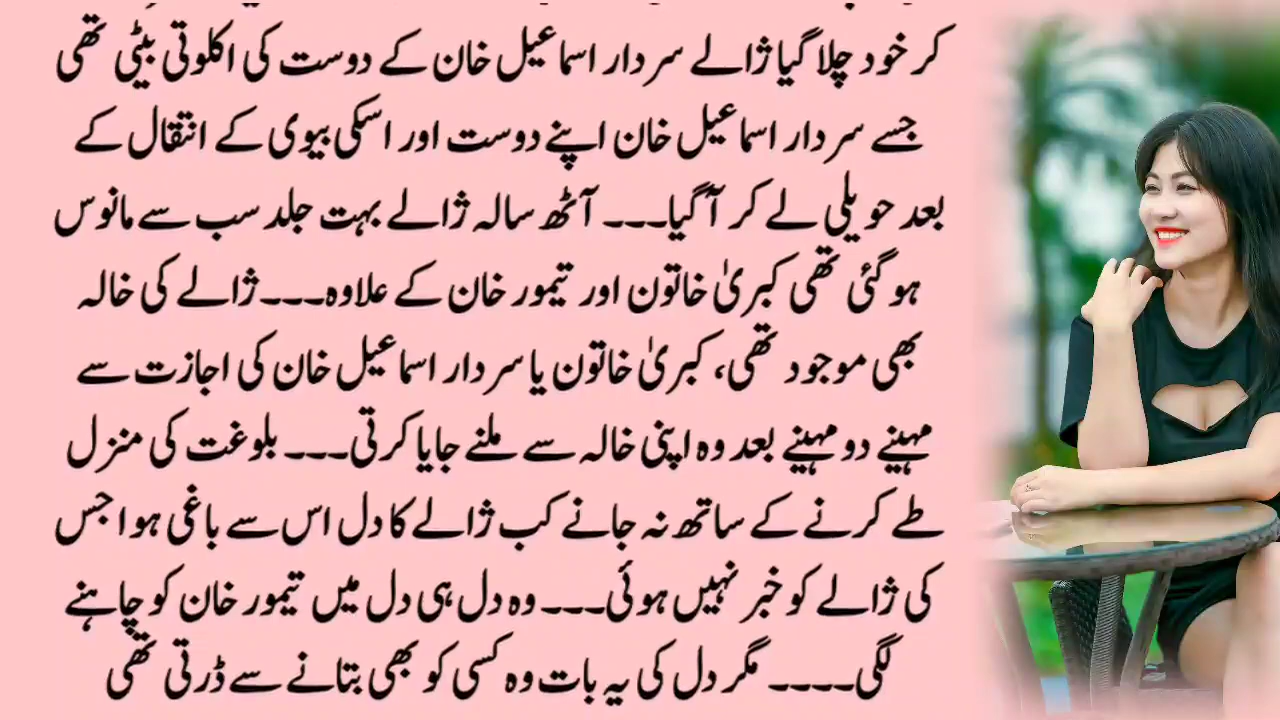 کر خود چلا گیا ژالے سردار اسماعیل خان کے دوست کی اکلوتی بیٹی تھی
جسے سردار اسماعیل خان اپنے دوست اور اسکی بیوی کے انتقال کے
بعد حویلی لے کر آ گیا۔۔۔ آٹھ سالہ ژالے بہت جلد سب سے مانوس
ہو گئی تھی کبریٰ خاتون اور تیمور خان کے علاوہ۔۔۔ ژالے کی خالہ
بھی موجود تھی، کبریٰ خاتون یا سردار اسماعیل خان کی اجازت سے
مہینے دو مہینے بعد وہ اپنی خالہ سے ملنے جایا کرتی۔۔۔ بلوغت کی منزل
طے کرنے کے ساتھ نہ جانے کب ژالے کا دل اس سے باغی ہوا جس
کی ژالے کو خبر نہیں ہوئی۔۔۔ وہ دل ہی دل میں تیمور خان کو چاہنے
لگی۔۔۔۔ مگر دل کی یہ بات وہ کسی کو بھی بتانے سے ڈرتی تھی